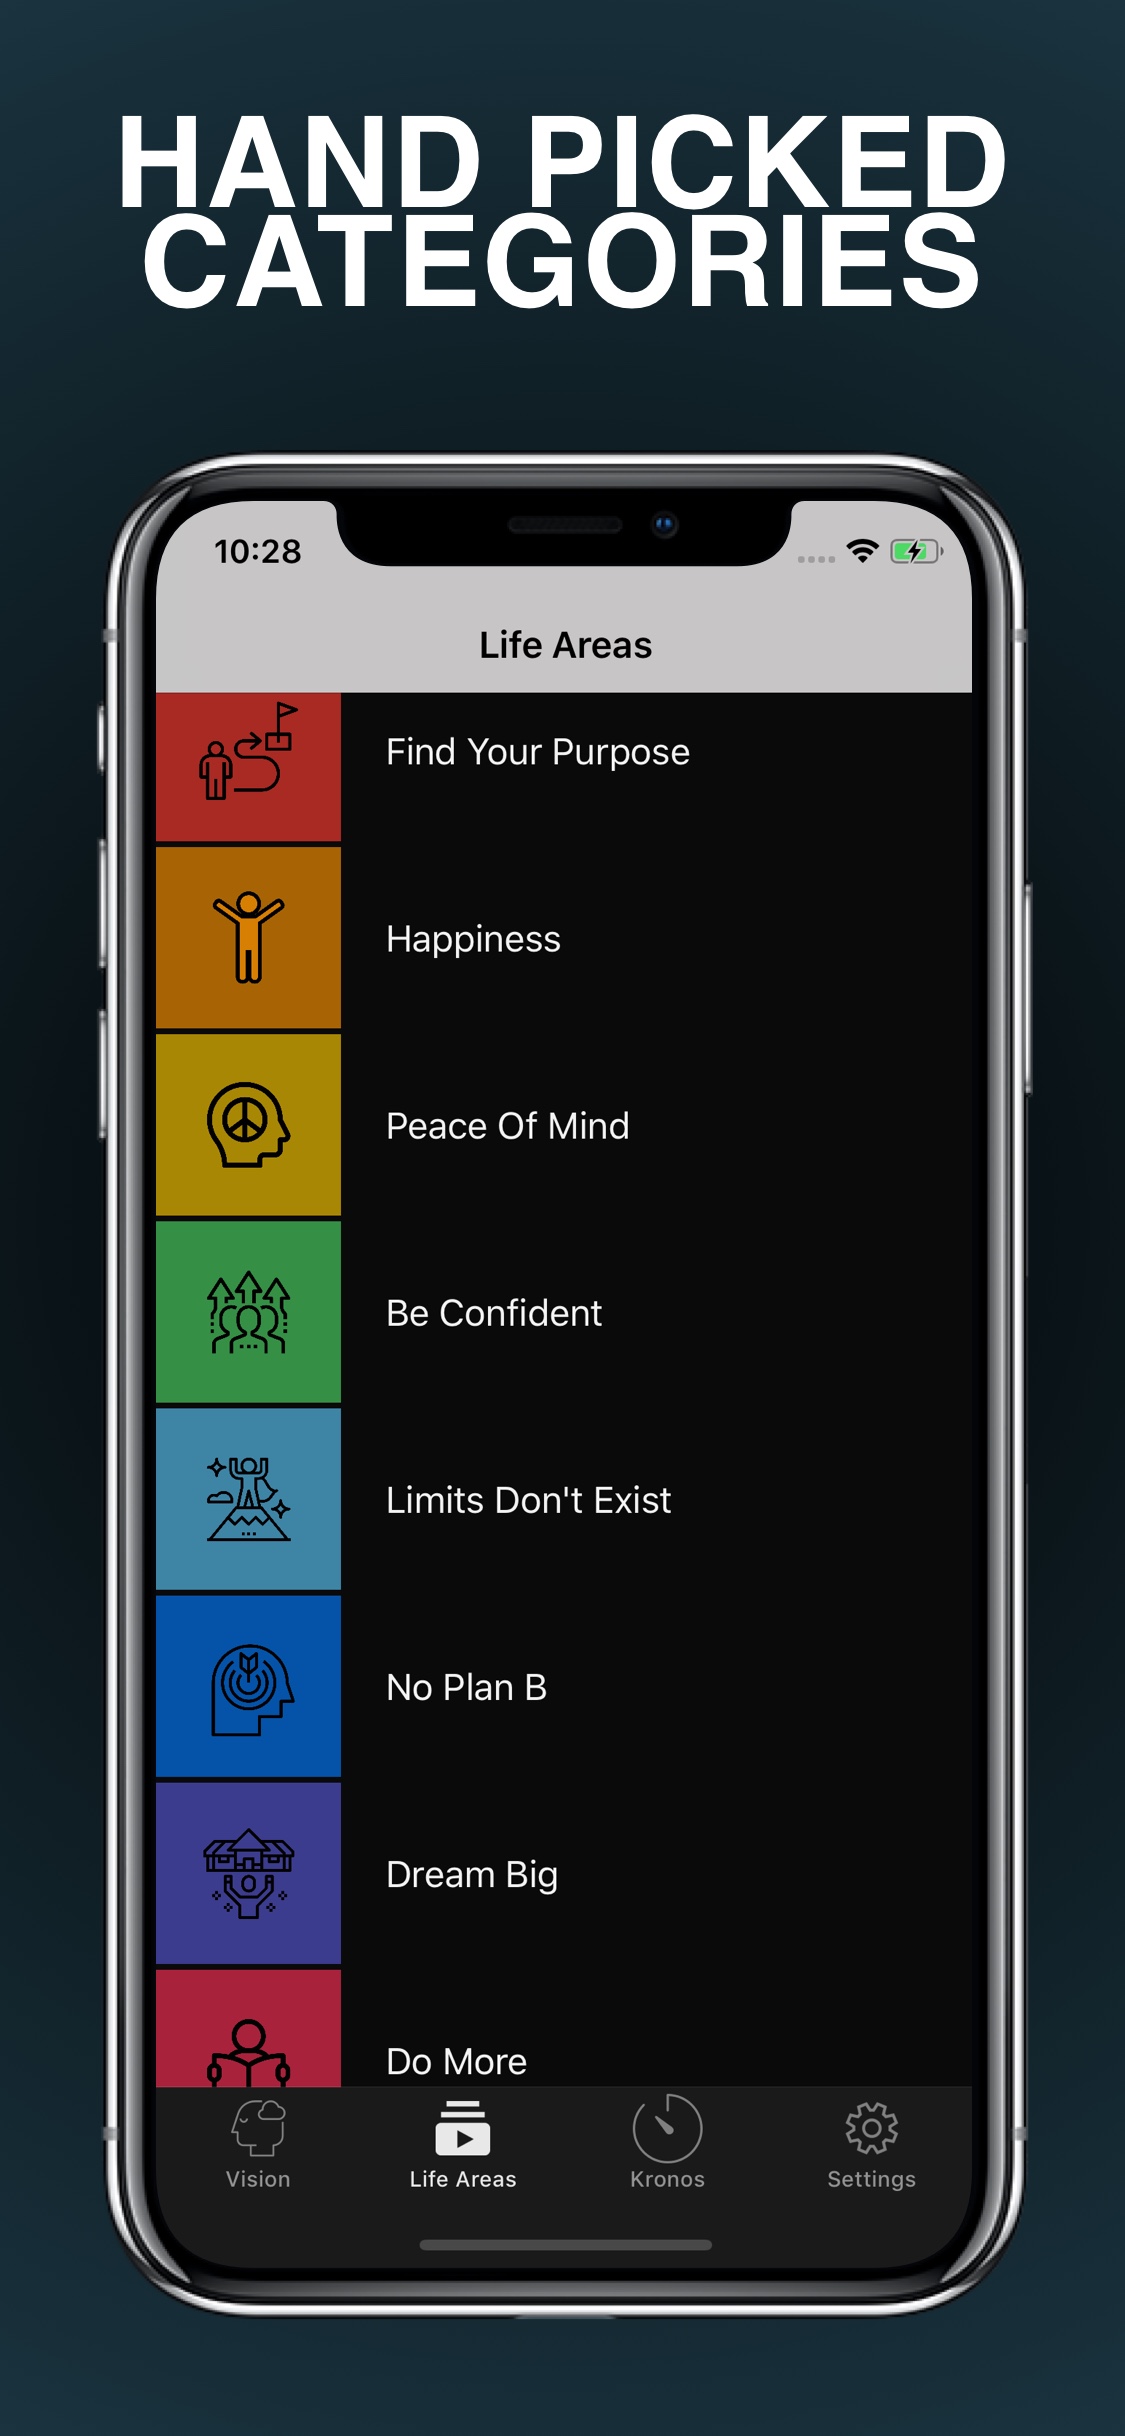 HAND PICKED
CATEGORIES
10:28
Life Areas
Find Your Purpose
Happiness
Peace Of Mind
Be Confident
Limits Don't Exist
No Plan B
Dream Big
Do More
Vision
Life Areas
Kronos
Settings